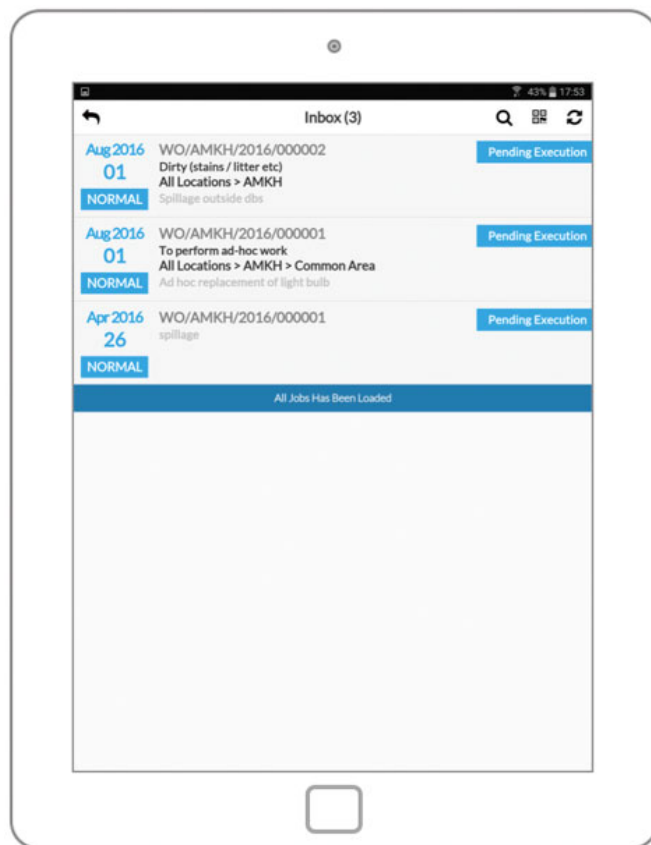 43% 17:53
Inbox (3)
Aug 2016
01
NORMAL
WO/AMKH/2016/000002
Dirty (stains / litter etc)
All Locations > AMKH
Spillage outside dbs
Pending Execution
Aug 2016
01
NORMAL
WO/AMKH/2016/000001
To perform ad-hoc work
All Locations > AMKH > Common Area
Ad hoc replacement of light bulb
Pending Execution
Apr 2016
26
NORMAL
WO/AMKH/2016/000001
spillage
Pending Execution
All Jobs Has Been Loaded